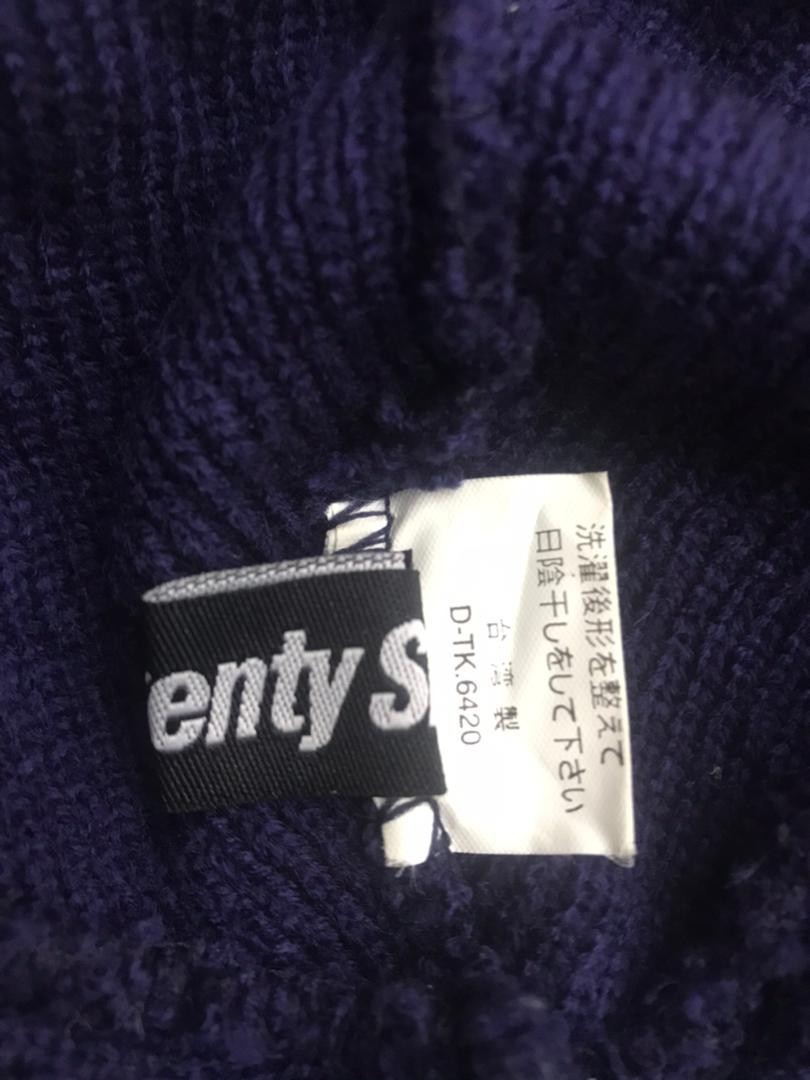 enty S
洗濯後形を整えて
日陰干しをして下さい
台湾製
D-TK.6420